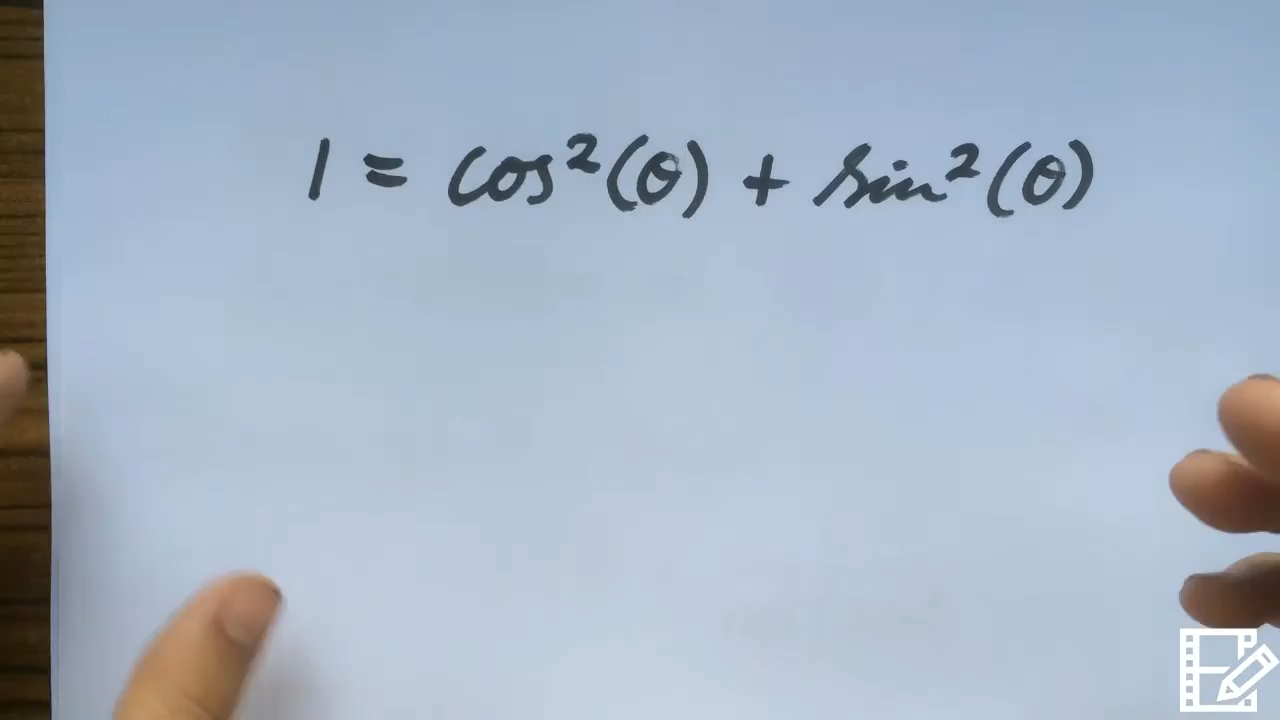 1 = cos²(θ) + sin²(θ)